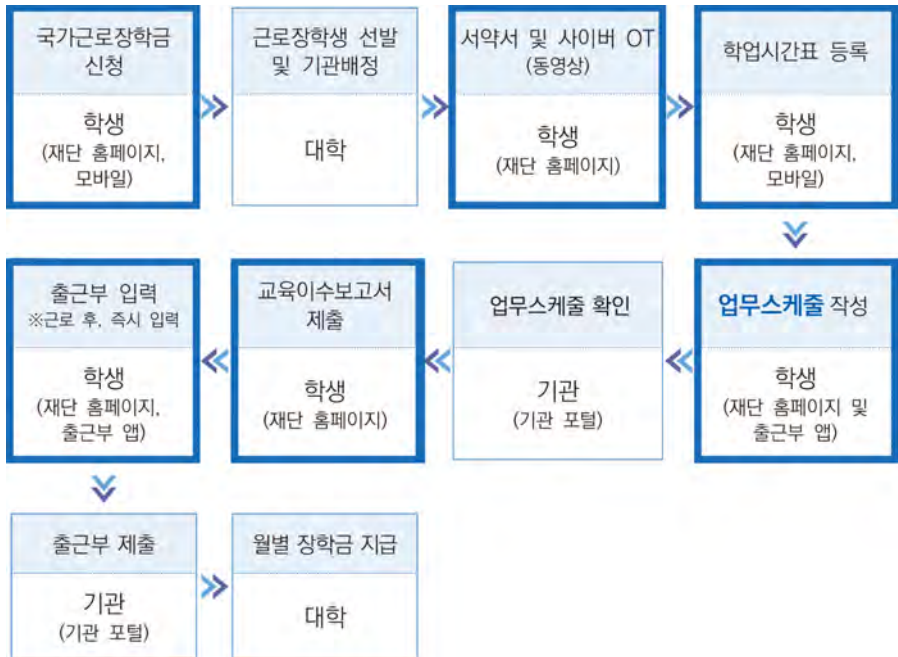 국가근로장학금
신청
학생
(재단 홈페이지,
모바일)
근로장학생 선발
및 기관배정
대학
서약서 및 사이버 OT
(동영상)
학생
(재단 홈페이지)
학업시간표 등록
학생
(재단 홈페이지,
모바일)
업무스케줄 작성
학생
(재단 홈페이지 및
출근부 앱)
업무스케줄 확인
기관
(기관 포털)
교육이수보고서
제출
학생
(재단 홈페이지)
출근부 입력
※근로 후, 즉시 입력
학생
(재단 홈페이지,
출근부 앱)
출근부 제출
기관
(기관 포털)
월별 장학금 지급
대학